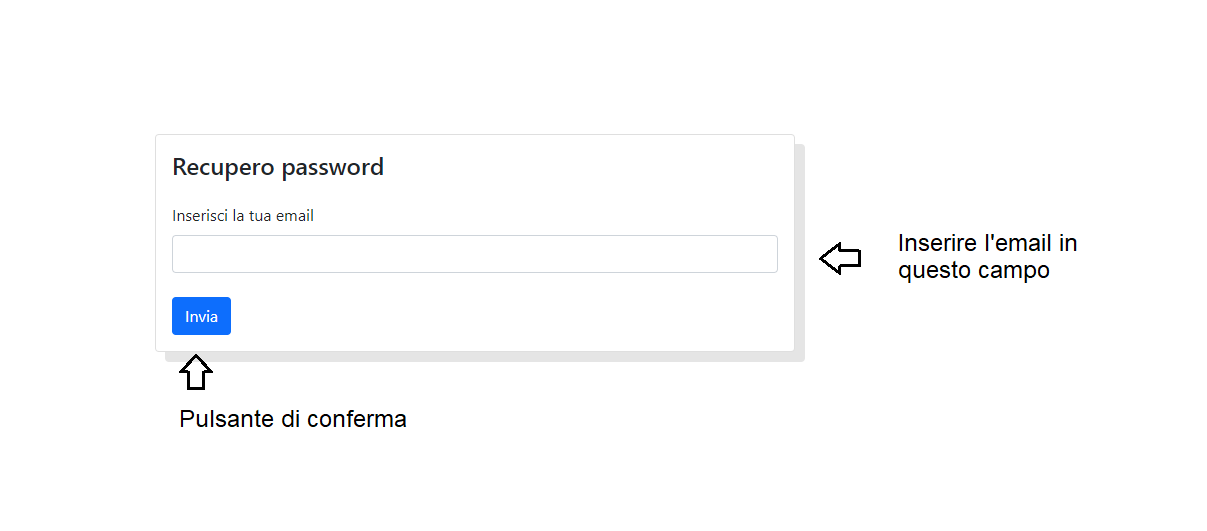 Recupero password
Inserisci la tua email
Inserire l'email in
questo campo
Invia
Pulsante di conferma